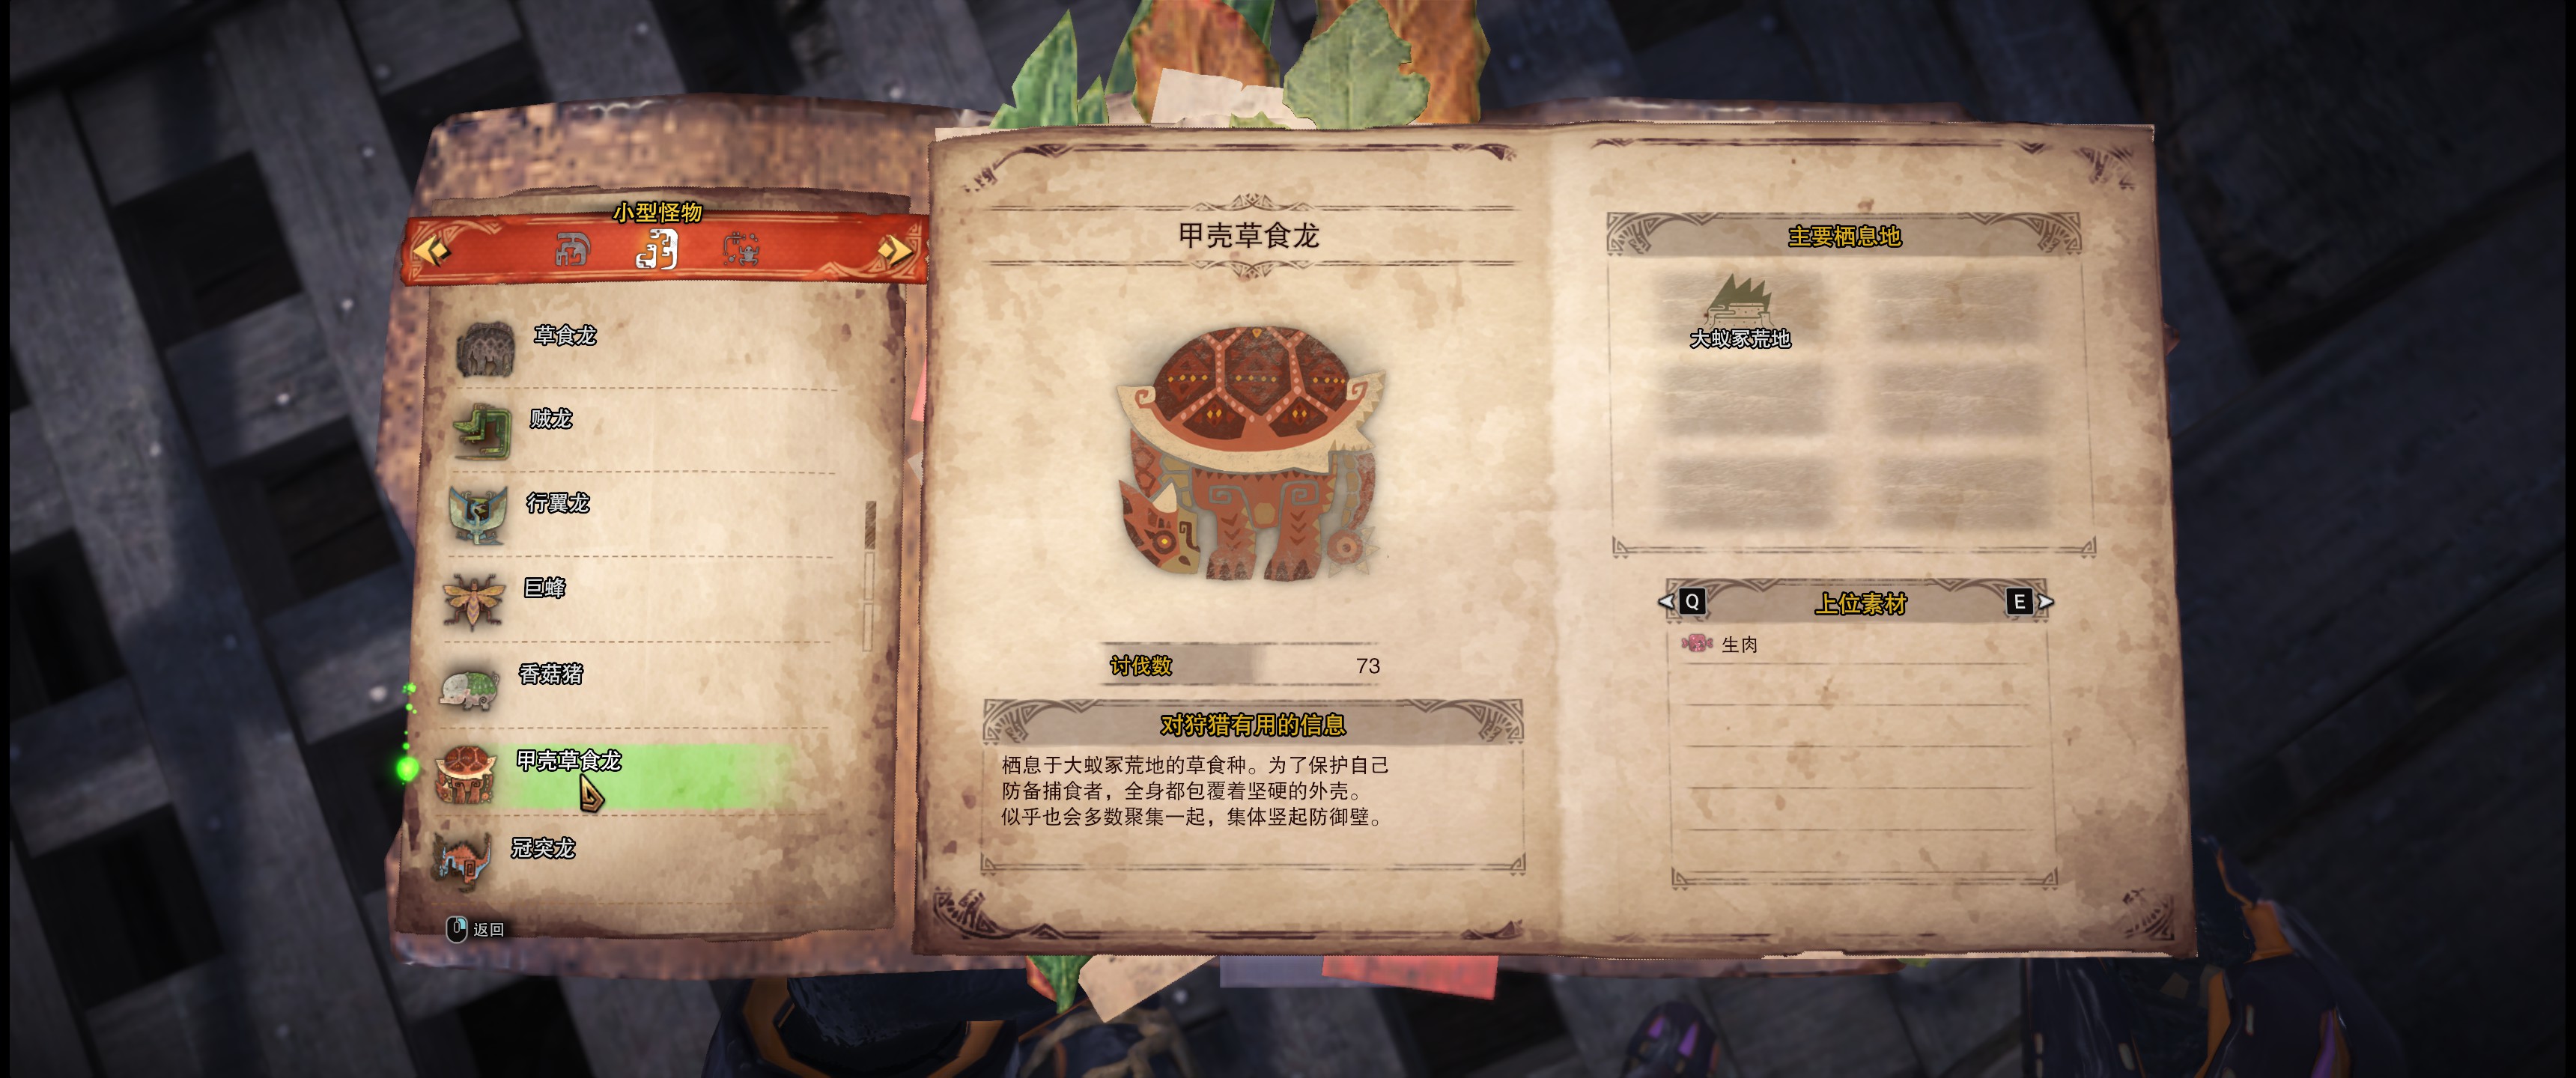 小型怪物
草食龙
贼龙
行翼龙
巨蜂
香菇猪
甲壳草食龙
冠突龙
返回
甲壳草食龙
讨伐数 73
对狩猎有用的信息
栖息于大蚁冢荒地的草食种。为了保护自己
防备捕食者，全身都包覆着坚硬的外壳。
似乎也会多数聚集一起，集体竖起防御壁。
主要栖息地
大蚁冢荒地
Q 上位素材 E
生肉